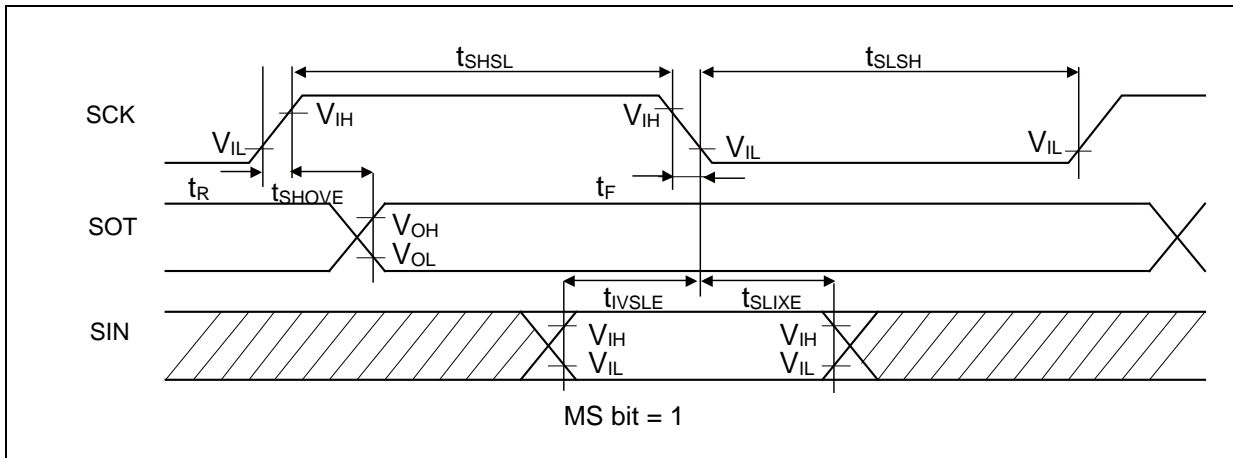 tSHSL tSLSH
SCK VIH VIH
VIL VIL VIL
tR tSHOVE tF
SOT VOH
VOL
tIVSLE tSLIXE
SIN VIH VIH
VIL VIL
MS bit = 1